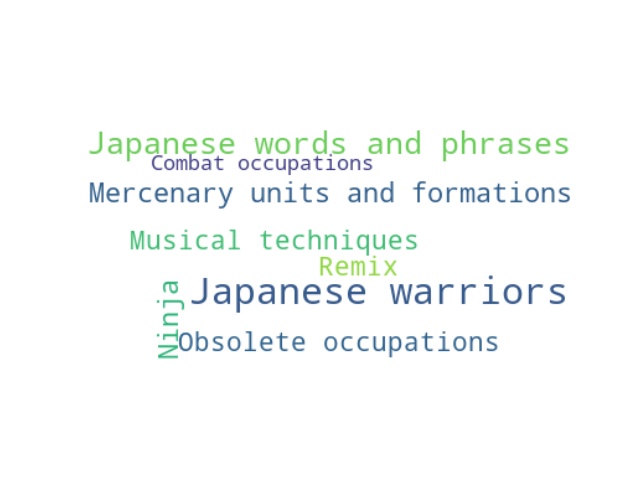 Japanese words and phrases
Combat occupations
Mercenary units and formations
Musical techniques
Remix
Japanese warriors
Ninja
Obsolete occupations